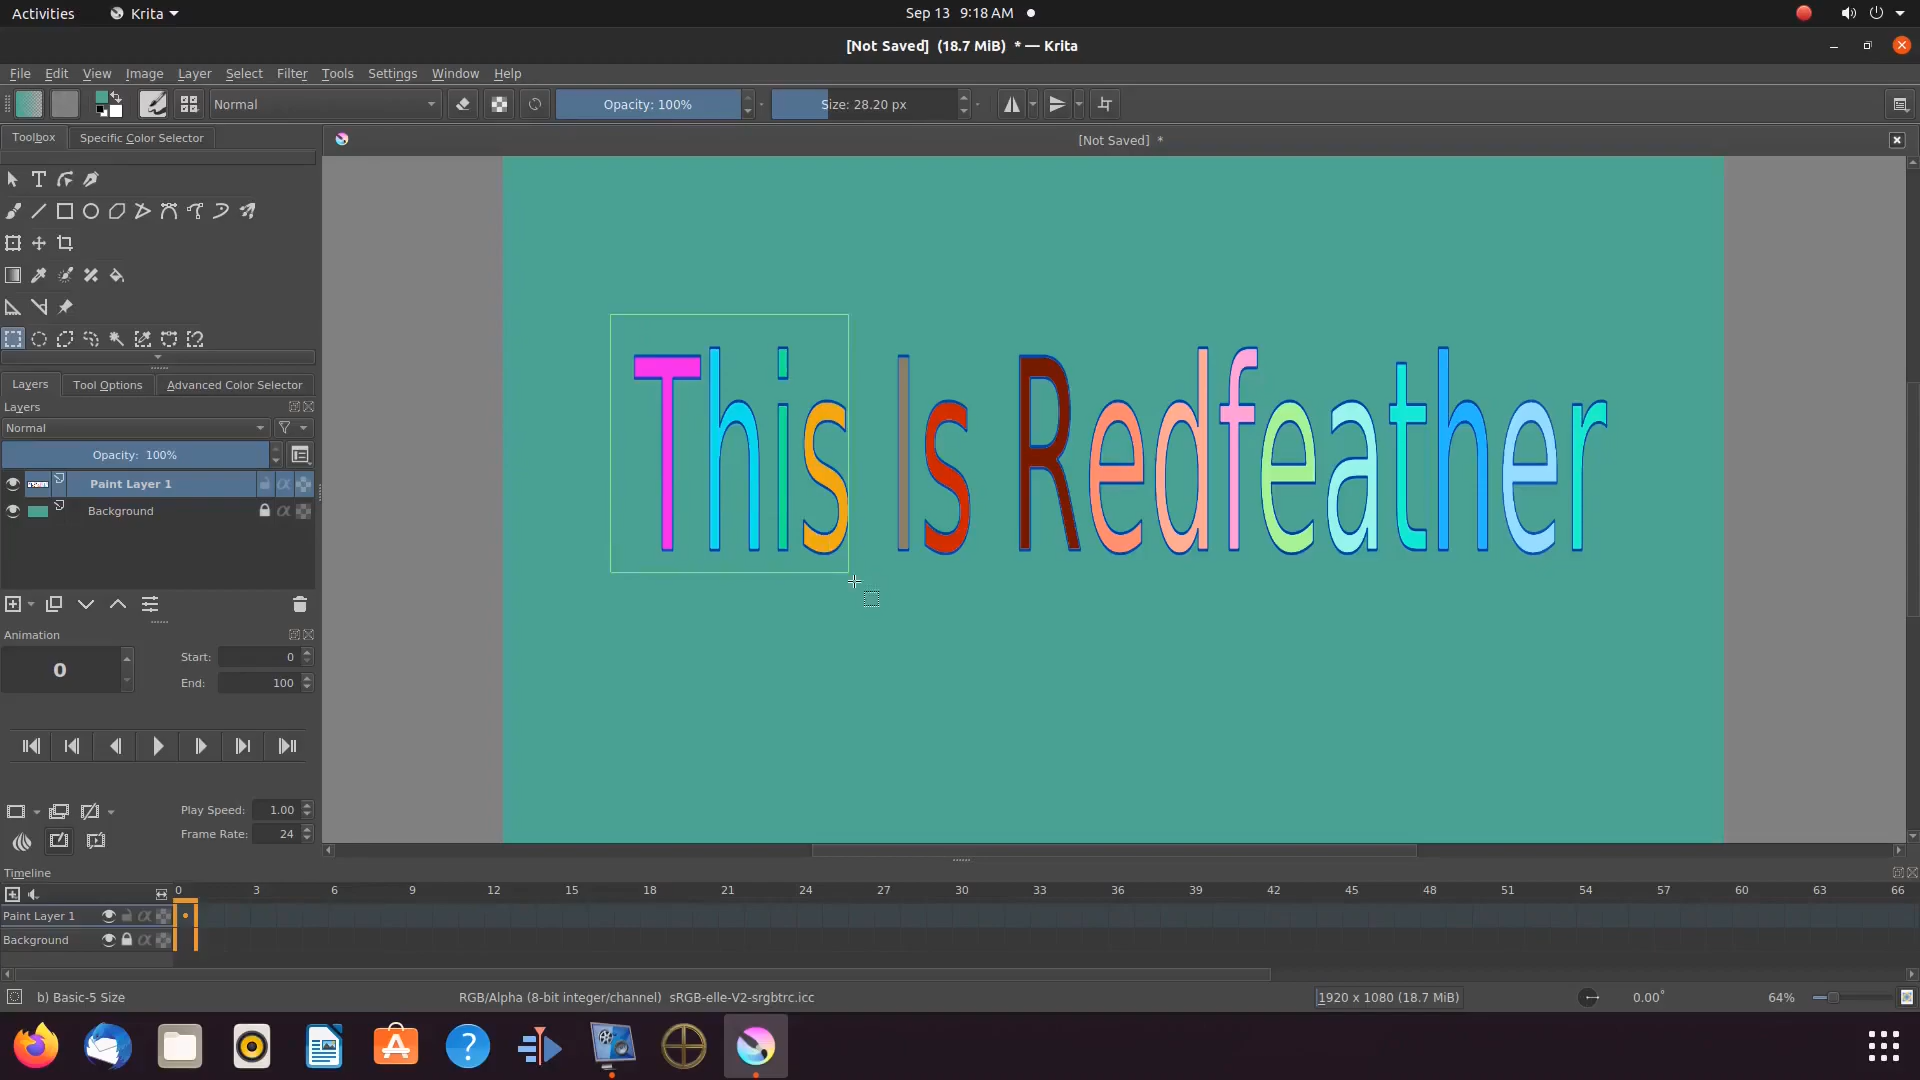 Activities Krita Sep 13 9:18 AM
[Not Saved] (18.7 MiB) * — Krita
File Edit View Image Layer Select Filter Tools Settings Window Help
Normal Opacity: 100% Size: 28.20 px
Toolbox Specific Color Selector [Not Saved] *
This Is Redfeather
Layers Tool Options Advanced Color Selector
Layers
Normal
Opacity: 100%
Paint Layer 1
Background
Animation
0 Start: 0
End: 100
Play Speed: 1.00
Frame Rate: 24
Timeline
0 3 6 9 12 15 18 21 24 27 30 33 36 39 42 45 48 51 54 57 60 63 66
Paint Layer 1
Background
b) Basic-5 Size RGB/Alpha (8-bit integer/channel) sRGB-elle-V2-srgbtrc.icc 1920 x 1080 (18.7 MiB) 0.00° 64%